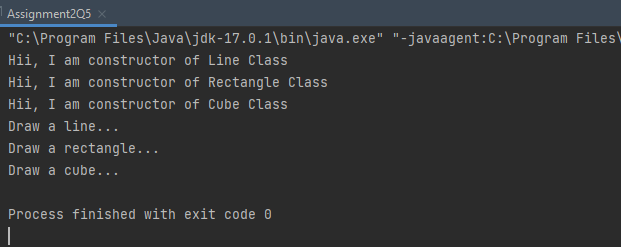 Assignment2Q5
"C:\Program Files\Java\jdk-17.0.1\bin\java.exe" "-javaagent:C:\Program Files\
Hii, I am constructor of Line Class
Hii, I am constructor of Rectangle Class
Hii, I am constructor of Cube Class
Draw a line...
Draw a rectangle...
Draw a cube...
Process finished with exit code 0